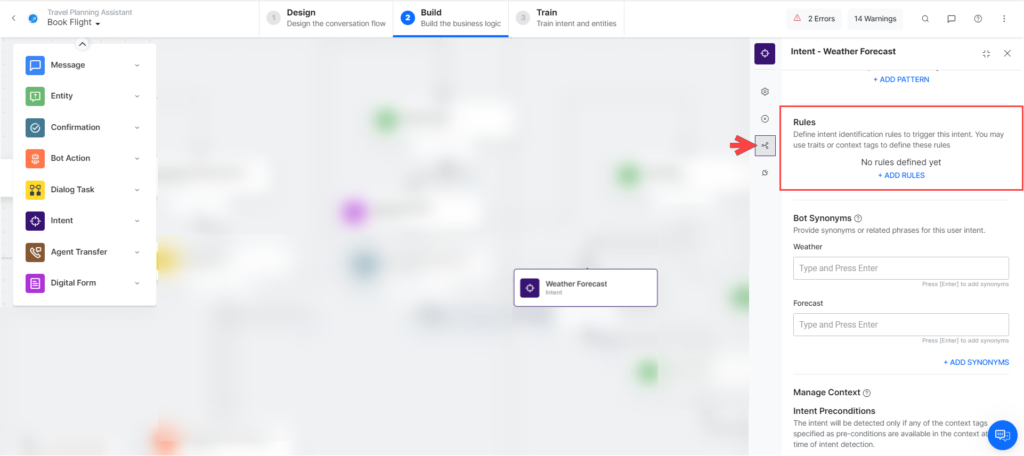 Travel Planning Assistant
Book Flight
1 Design
Design the conversation flow
2 Build
Build the business logic
3 Train
Train intent and entities
2 Errors
14 Warnings
Message
Entity
Confirmation
Bot Action
Dialog Task
Intent
Agent Transfer
Digital Form
Weather Forecast
Intent
Intent - Weather Forecast
+ ADD PATTERN
Rules
Define intent identification rules to trigger this intent. You may
use traits or context tags to define these rules
No rules defined yet
+ ADD RULES
Bot Synonyms
Provide synonyms or related phrases for this user intent.
Weather
Type and Press Enter
Press [Enter] to add synonyms
Forecast
Type and Press Enter
Press [Enter] to add synonyms
+ ADD SYNONYMS
Manage Context
Intent Preconditions
The intent will be detected only if any of the context tags
specified as pre-conditions are available in the context at
time of intent detection.